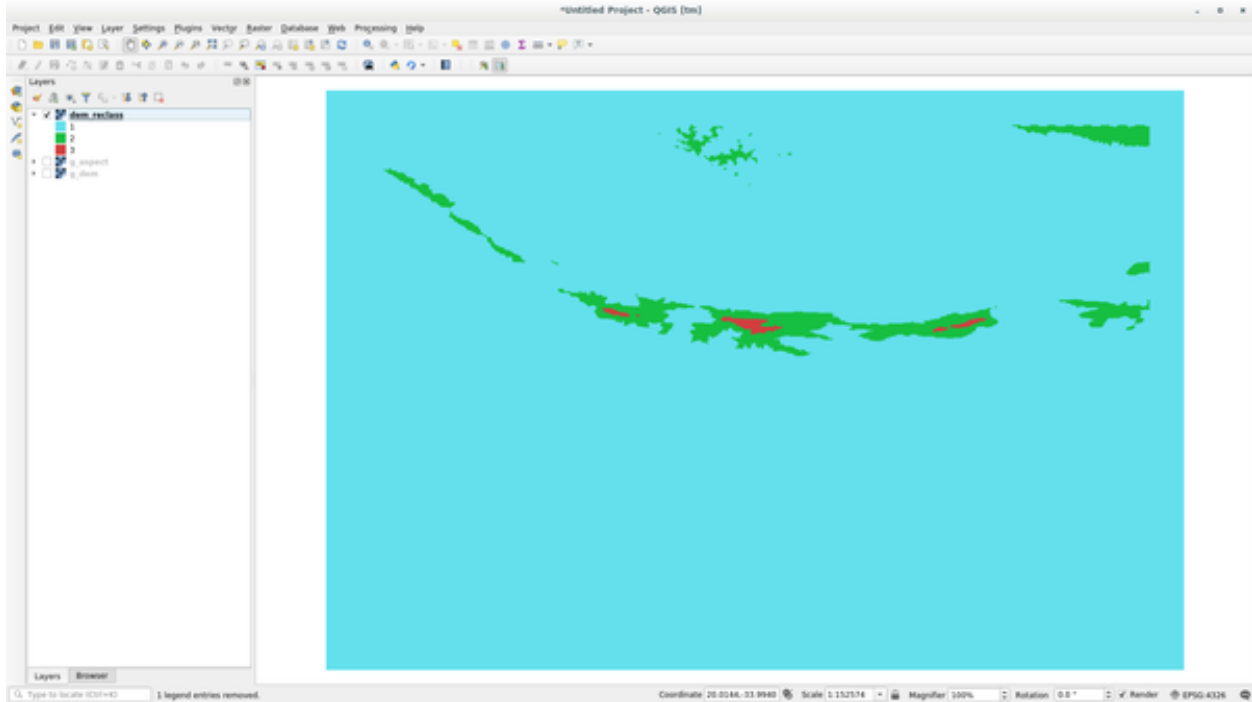 *Untitled Project - QGIS [tm]
Project Edit View Layer Settings Plugins Vector Raster Database Web Processing Help
Layers
dem_reclass
1
2
3
g_aspect
g_dem
Layers Browser
Type to locate (Ctrl+K) 1 legend entries removed. Coordinate 20.0144,-33.9940 Scale 1:152574 Magnifier 100% Rotation 0.0 ° Render EPSG:4326